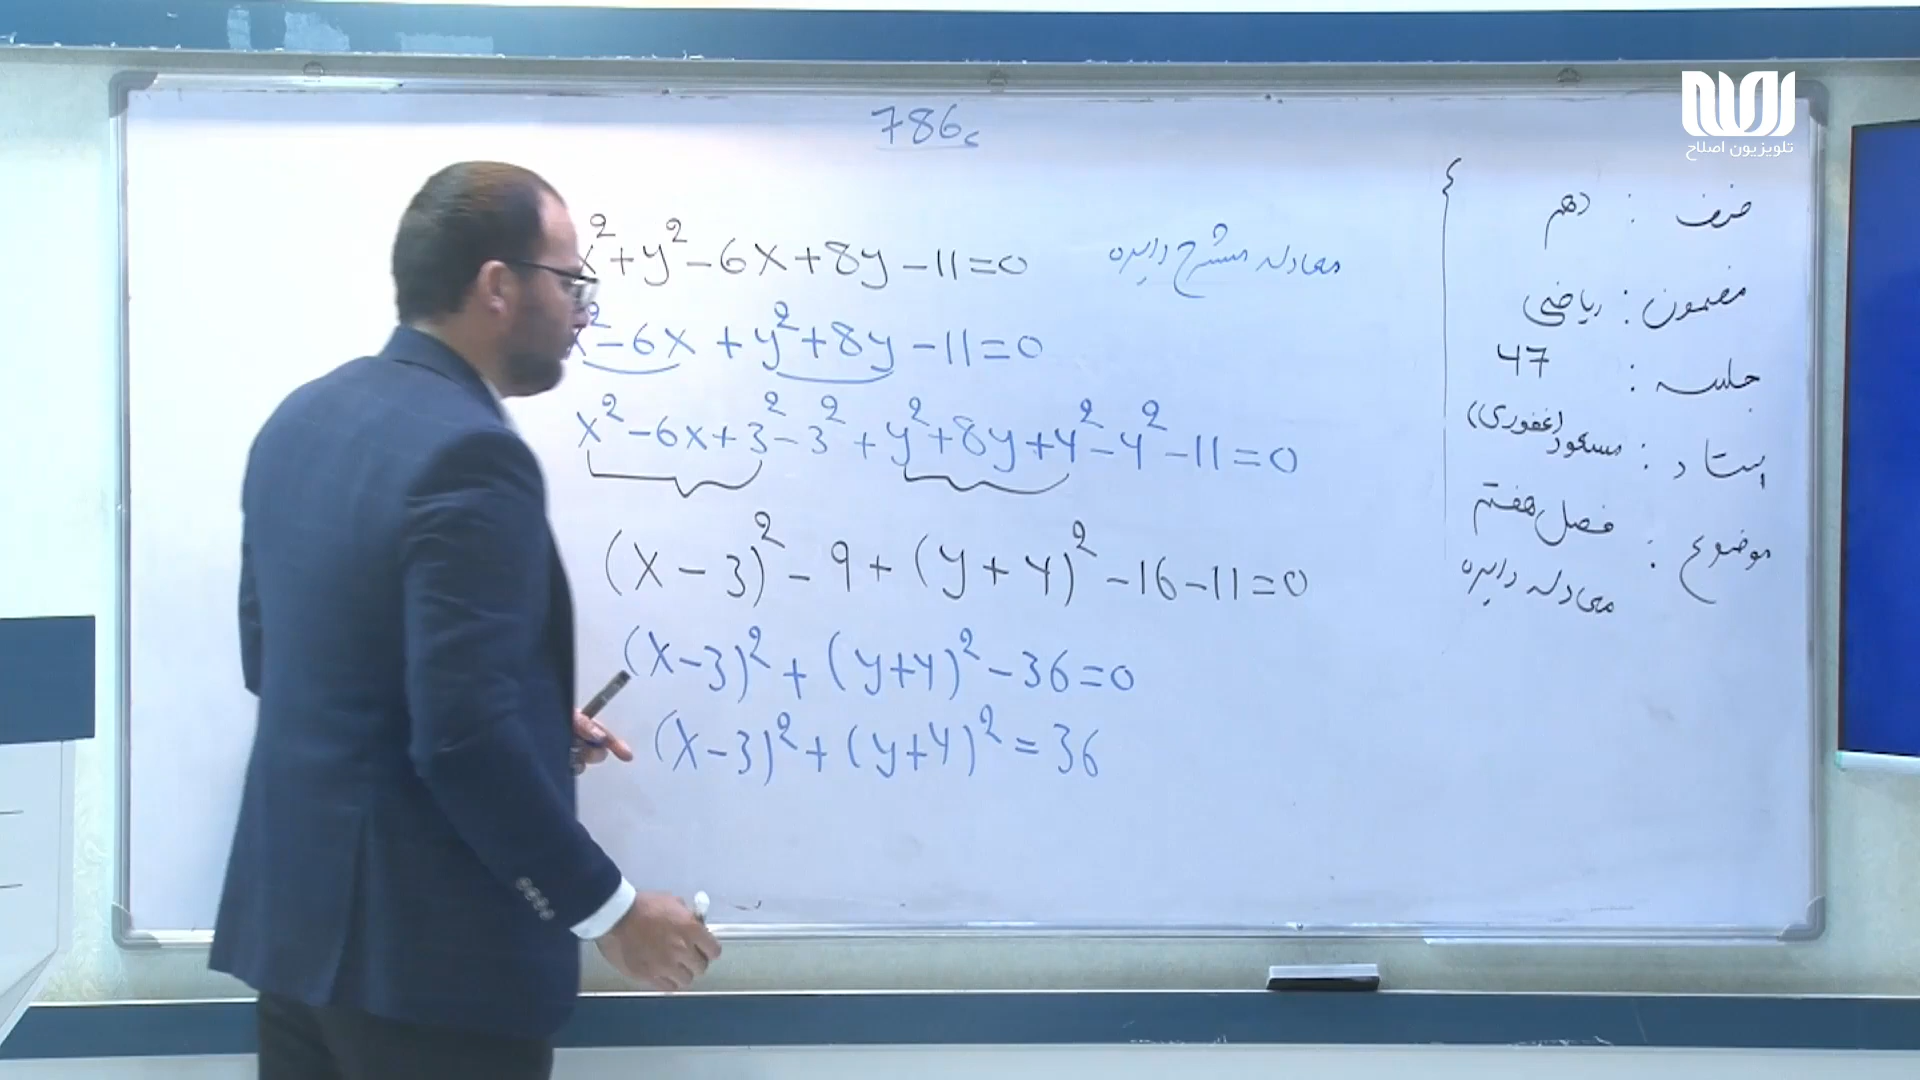 786
x²+y²-6x+8y-11=0 معادله مشرح دایره
x²-6x+y²+8y-11=0
x²-6x+3²-3²+y²+8y+4²-4²-11=0
(x-3)²-9+(y+4)²-16-11=0
(x-3)²+(y+4)²-36=0
(x-3)²+(y+4)²=36
صنف : دهم
مضمون : ریاضی
جلسه : 47
استاد : مسعود (غفوری)
موضوع : فصل هفتم
معادله دایره
تلویزیون اصلاح